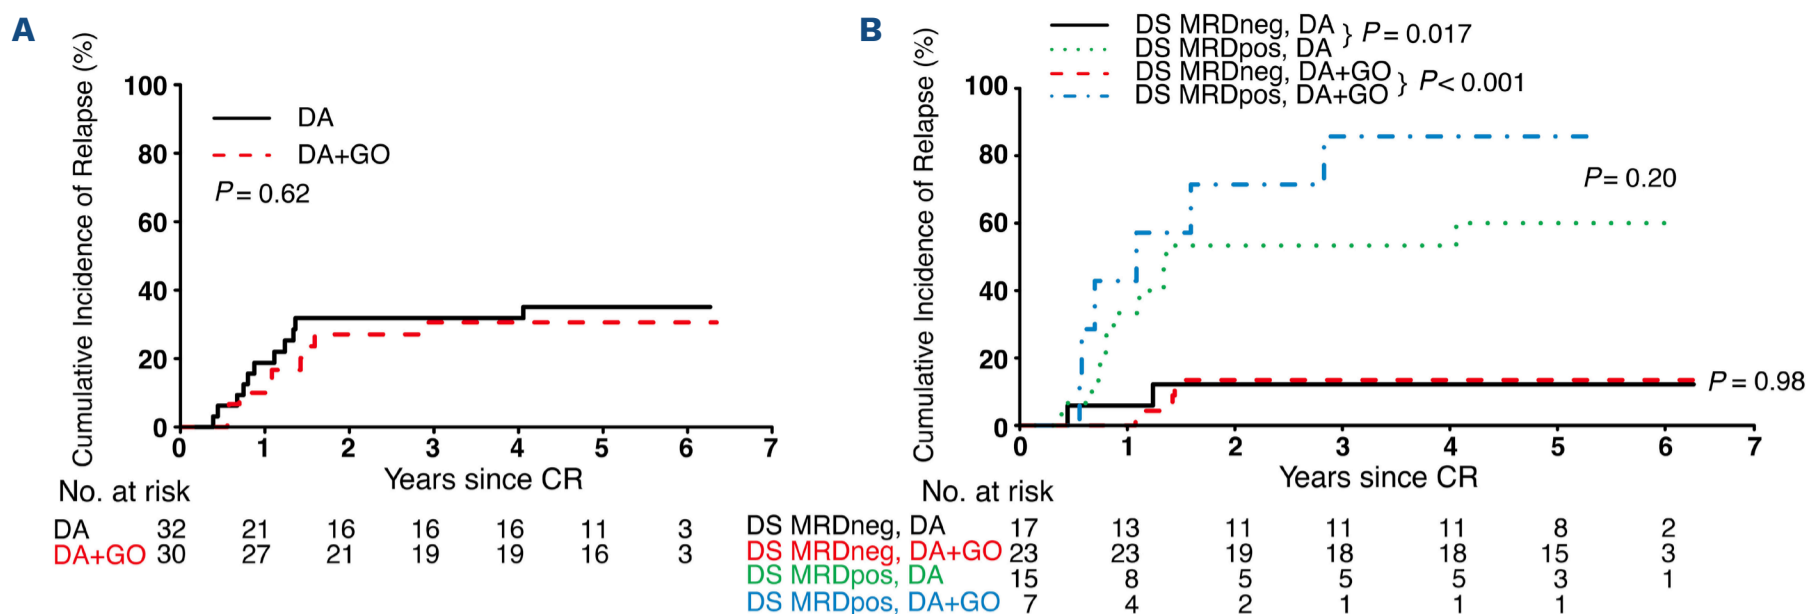 A
Cumulative Incidence of Relapse (%)
100
80
60
40
20
0
DA
DA+GO
P = 0.62
0 1 2 3 4 5 6 7
Years since CR
No. at risk
DA 32 21 16 16 16 11 3
DA+GO 30 27 21 19 19 16 3
B
Cumulative Incidence of Relapse (%)
100
80
60
40
20
0
DS MRDneg, DA
DS MRDpos, DA
} P = 0.017
DS MRDneg, DA+GO
DS MRDpos, DA+GO
} P< 0.001
P= 0.20
P = 0.98
0 1 2 3 4 5 6 7
Years since CR
No. at risk
DS MRDneg, DA 17 13 11 11 11 8 2
DS MRDneg, DA+GO 23 23 19 18 18 15 3
DS MRDpos, DA 15 8 5 5 5 3 1
DS MRDpos, DA+GO 7 4 2 1 1 1